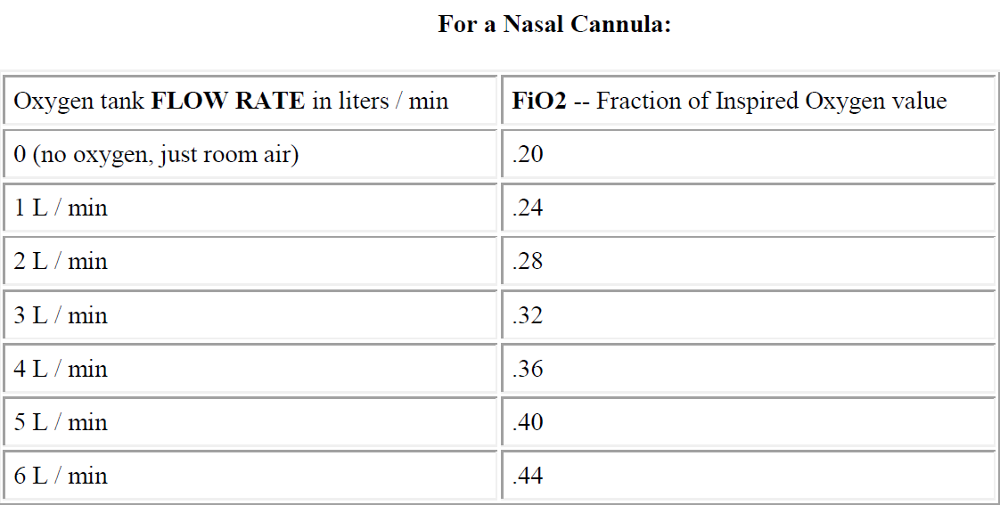 For a Nasal Cannula:
Oxygen tank FLOW RATE in liters / min FiO2 -- Fraction of Inspired Oxygen value
0 (no oxygen, just room air) .20
1 L / min .24
2 L / min .28
3 L / min .32
4 L / min .36
5 L / min .40
6 L / min .44